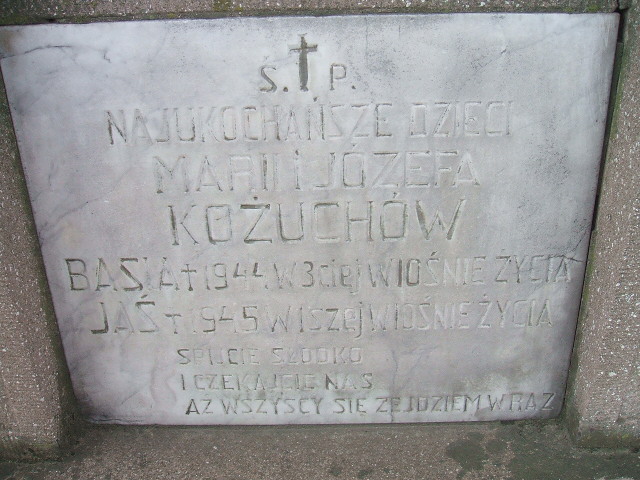 Ś. † P.
NAJUKOCHAŃSZE DZIECI
MARII I JÓZEFA
KOŻUCHÓW
BASIA † 1944 W 3ciej WIOŚNIE ŻYCIA
JAŚ † 1945 W 1szej WIOŚNIE ŻYCIA
SPIJCIE SŁODKO
I CZEKAJCIE NAS
AŻ WSZYSCY SIĘ ZEJDZIEM WRAZ